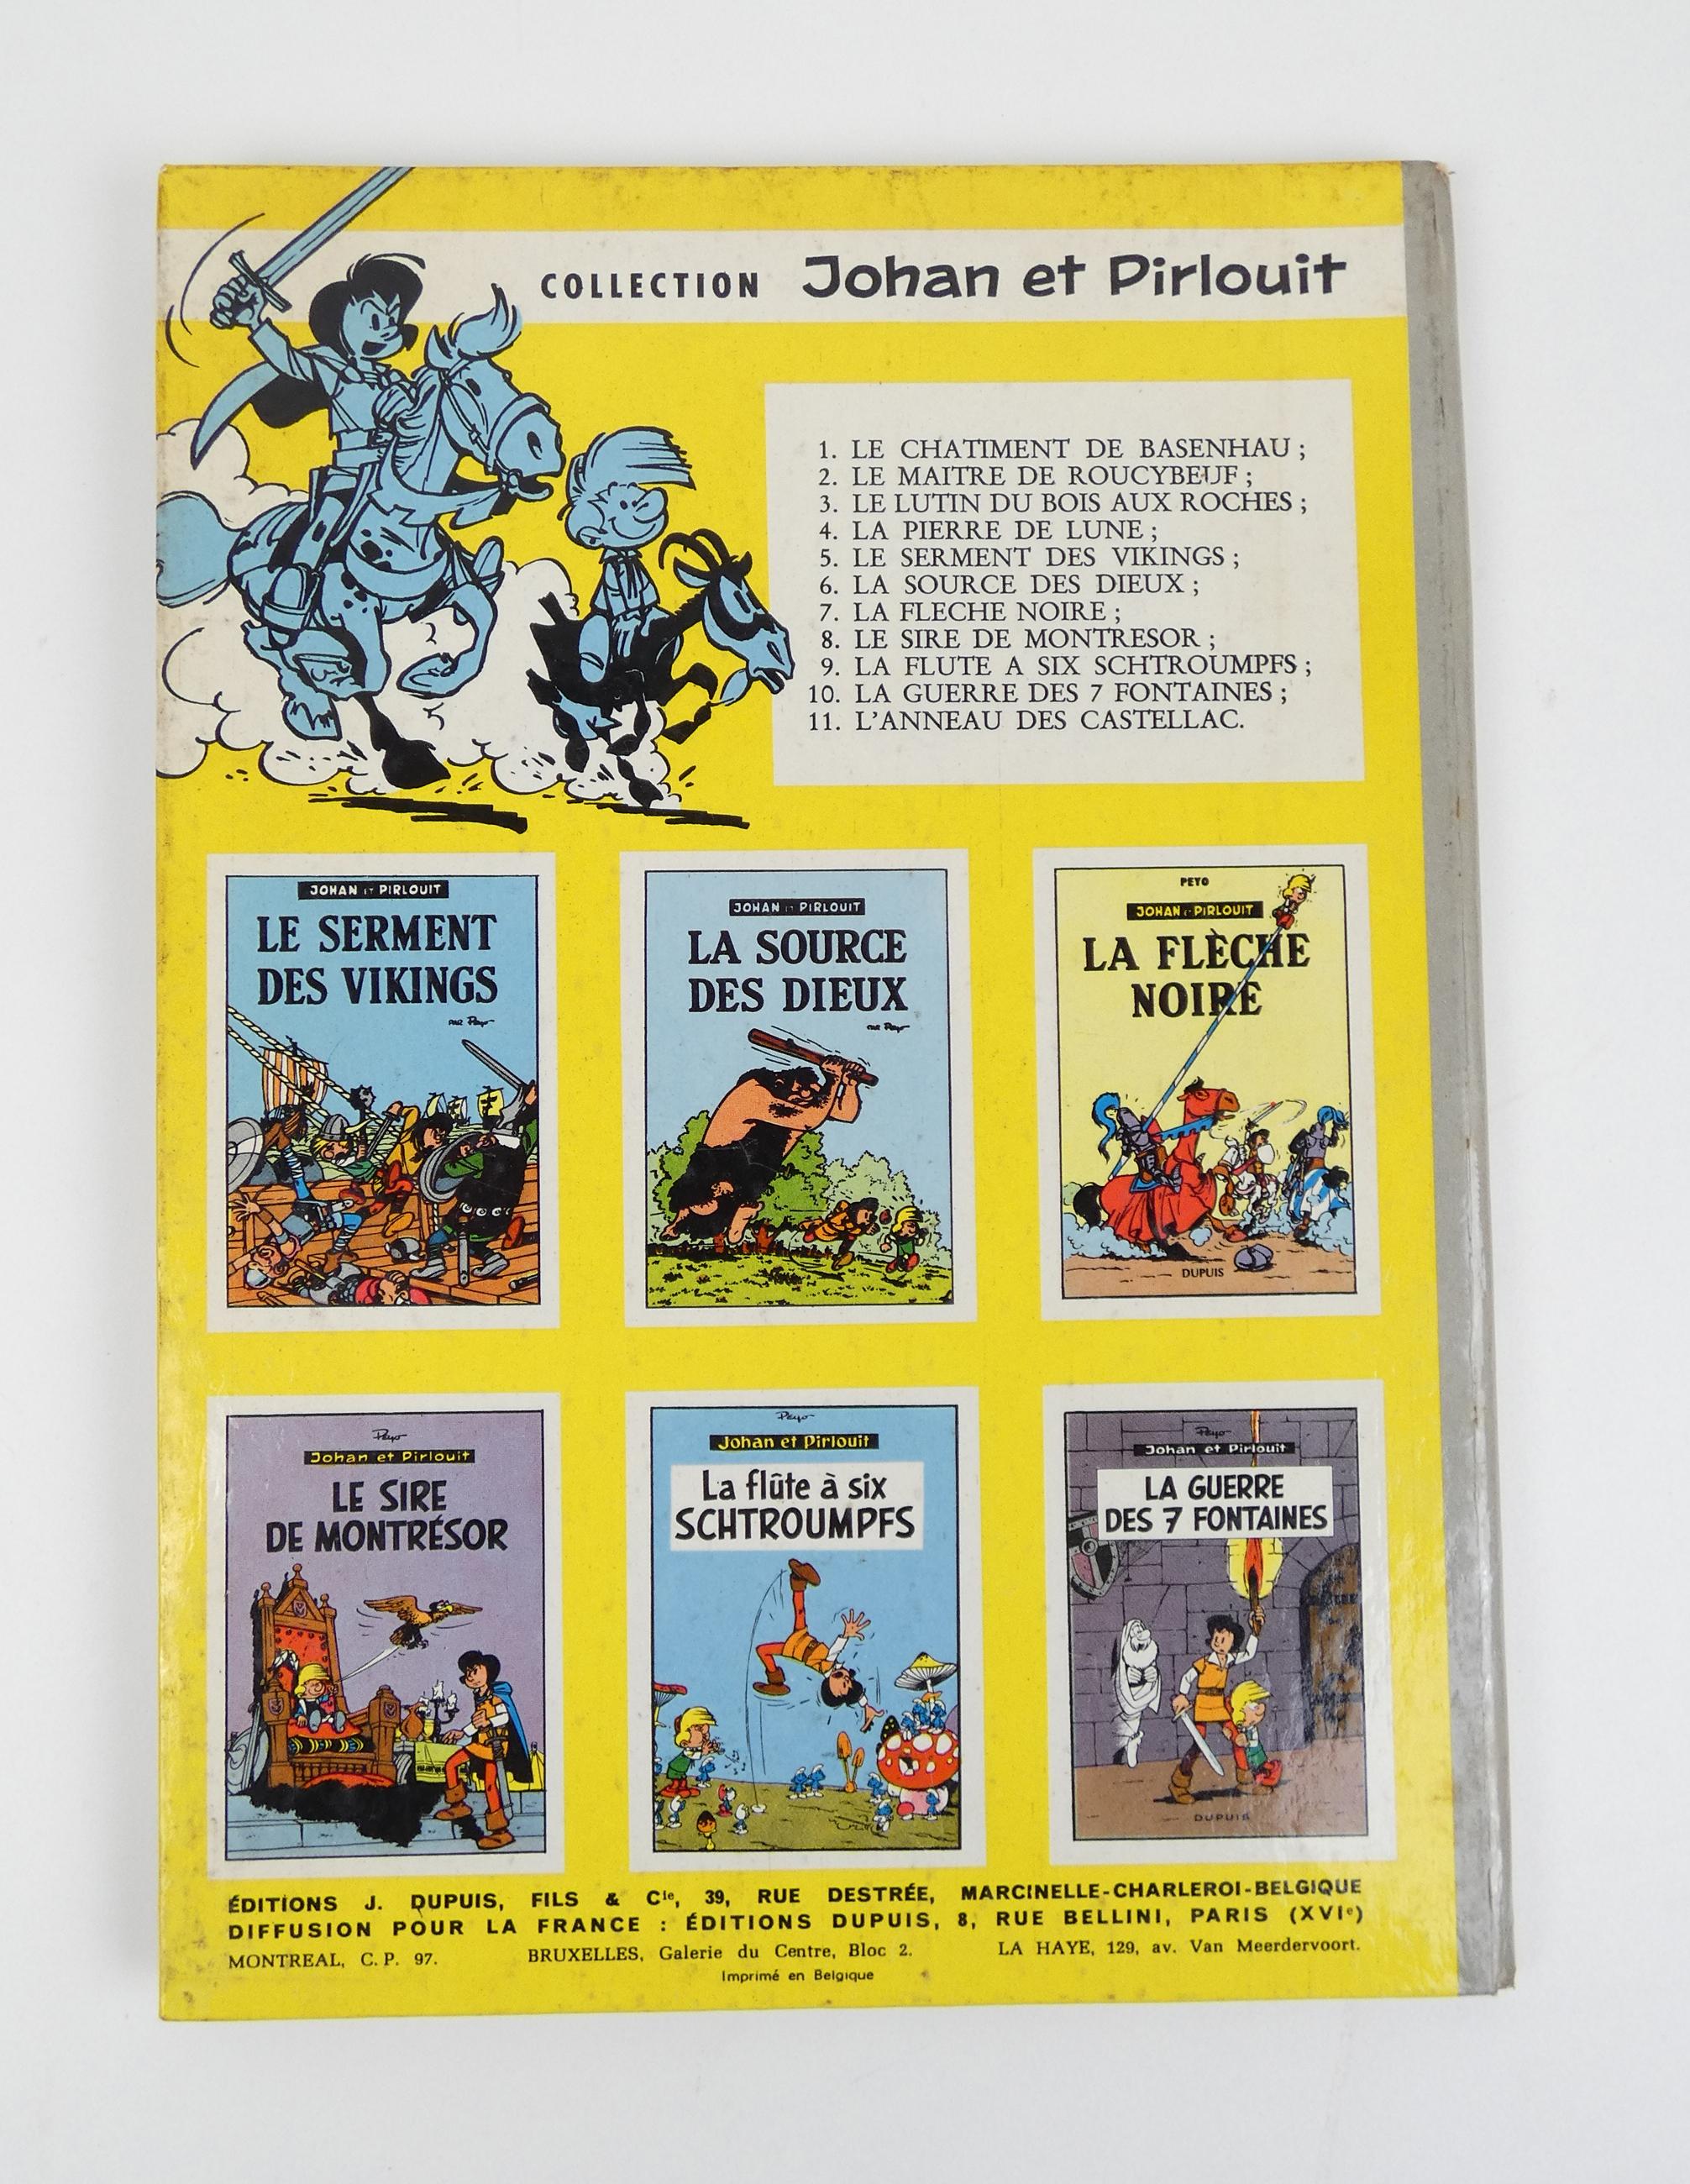 COLLECTION Johan et Pirlouit
1. LE CHATIMENT DE BASENHAU ;
2. LE MAITRE DE ROUCYBEUF ;
3. LE LUTIN DU BOIS AUX ROCHES ;
4. LA PIERRE DE LUNE ;
5. LE SERMENT DES VIKINGS ;
6. LA SOURCE DES DIEUX ;
7. LA FLECHE NOIRE ;
8. LE SIRE DE MONTRESOR ;
9. LA FLUTE A SIX SCHTROUMPFS ;
10. LA GUERRE DES 7 FONTAINES ;
11. L'ANNEAU DES CASTELLAC.
JOHAN ET PIRLOUIT
LE SERMENT
DES VIKINGS
PAR Peyo
JOHAN ET PIRLOUIT
LA SOURCE
DES DIEUX
PAR Peyo
PEYO
JOHAN ET PIRLOUIT
LA FLÈCHE
NOIRE
DUPUIS
Peyo
Johan et Pirlouit
LE SIRE
DE MONTRÉSOR
Peyo
Johan et Pirlouit
La flûte à six
SCHTROUMPFS
Peyo
Johan et Pirlouit
LA GUERRE
DES 7 FONTAINES
DUPUIS
ÉDITIONS J. DUPUIS, FILS & Cie, 39, RUE DESTRÉE, MARCINELLE-CHARLEROI-BELGIQUE
DIFFUSION POUR LA FRANCE : ÉDITIONS DUPUIS, 8, RUE BELLINI, PARIS (XVIe)
MONTREAL, C. P. 97. BRUXELLES, Galerie du Centre, Bloc 2. LA HAYE, 129, av. Van Meerdervoort.
Imprimé en Belgique